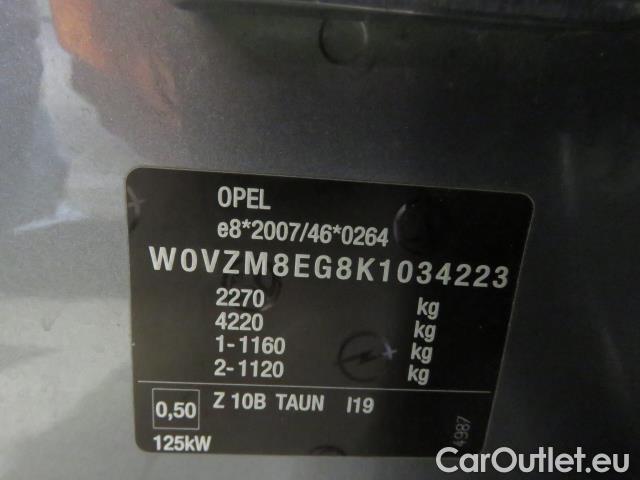 OPEL
e8*2007/46*0264
W0VZM8EG8K1034223
2270 kg
4220 kg
1-1160 kg
2-1120 kg
0,50 Z 10B TAUN I19
125kW
4987
CarOutlet.eu